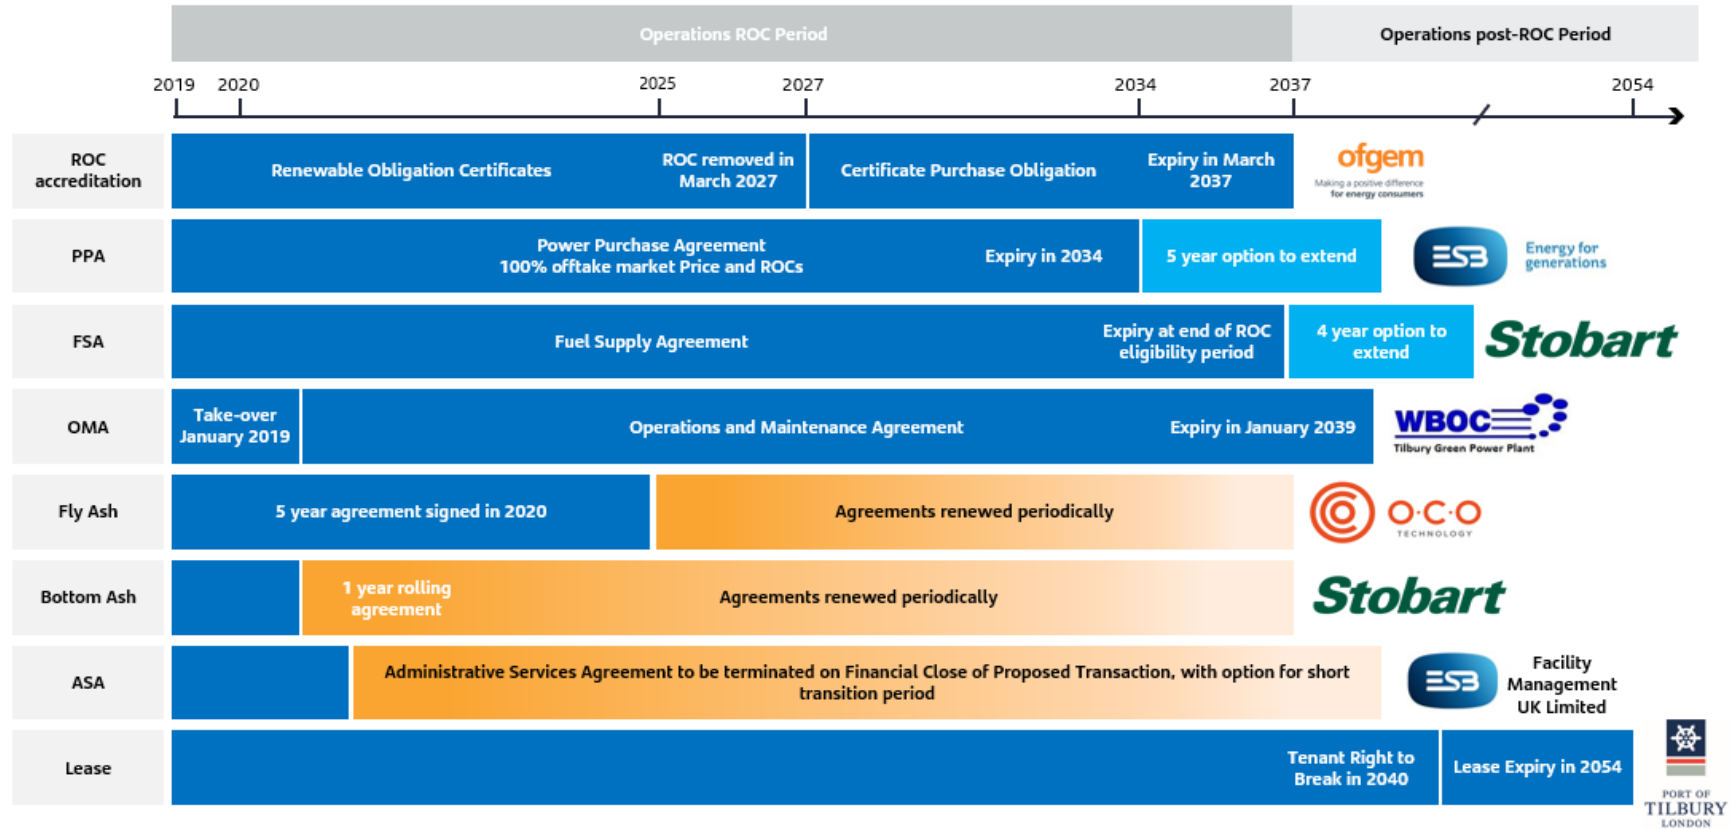 Operations ROC Period
Operations post-ROC Period
2019
2020
2025
2027
2034
2037
2054
ROC
accreditation
Renewable Obligation Certificates
ROC removed in
March 2027
Certificate Purchase Obligation
Expiry in March
2037
ofgem
Making a positive difference
for energy consumers
PPA
Power Purchase Agreement
100% offtake market Price and ROCs
Expiry in 2034
5 year option to extend
ESB
Energy for
generations
FSA
Fuel Supply Agreement
Expiry at end of ROC
eligibility period
4 year option to
extend
Stobart
OMA
Take-over
January 2019
Operations and Maintenance Agreement
Expiry in January 2039
WBOC
Tilbury Green Power Plant
Fly Ash
5 year agreement signed in 2020
Agreements renewed periodically
O·C·O
TECHNOLOGY
Bottom Ash
1 year rolling
agreement
Agreements renewed periodically
Stobart
ASA
Administrative Services Agreement to be terminated on Financial Close of Proposed Transaction, with option for short
transition period
ESB
Facility
Management
UK Limited
Lease
Tenant Right to
Break in 2040
Lease Expiry in 2054
PORT OF
TILBURY
LONDON